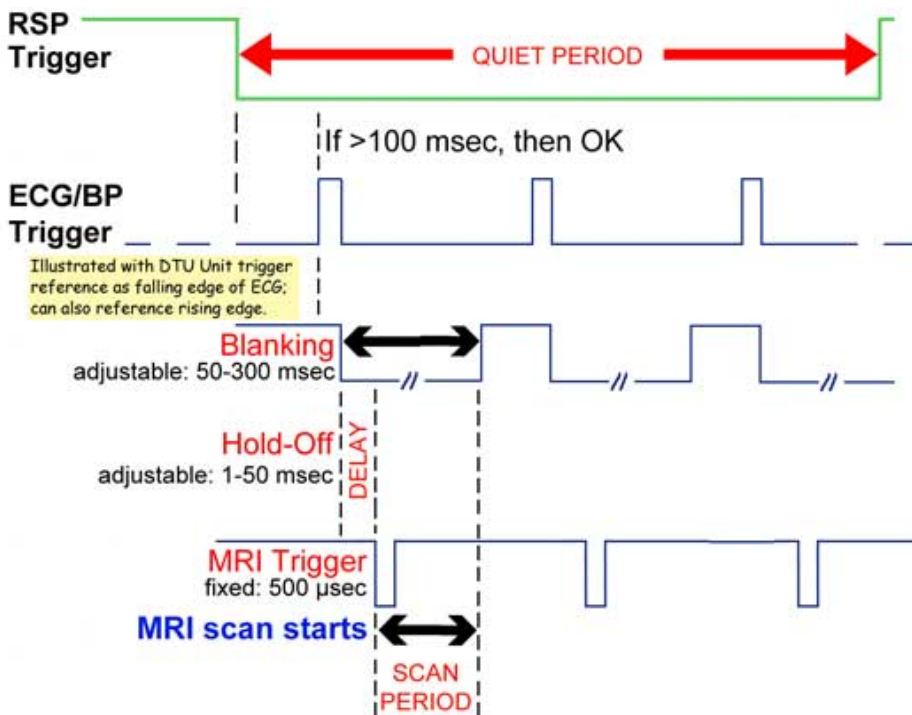 RSP
Trigger
QUIET PERIOD
If >100 msec, then OK
ECG/BP
Trigger
Illustrated with DTU Unit trigger
reference as falling edge of ECG;
can also reference rising edge.
Blanking
adjustable: 50-300 msec
Hold-Off
adjustable: 1-50 msec
DELAY
MRI Trigger
fixed: 500 µsec
MRI scan starts
SCAN
PERIOD